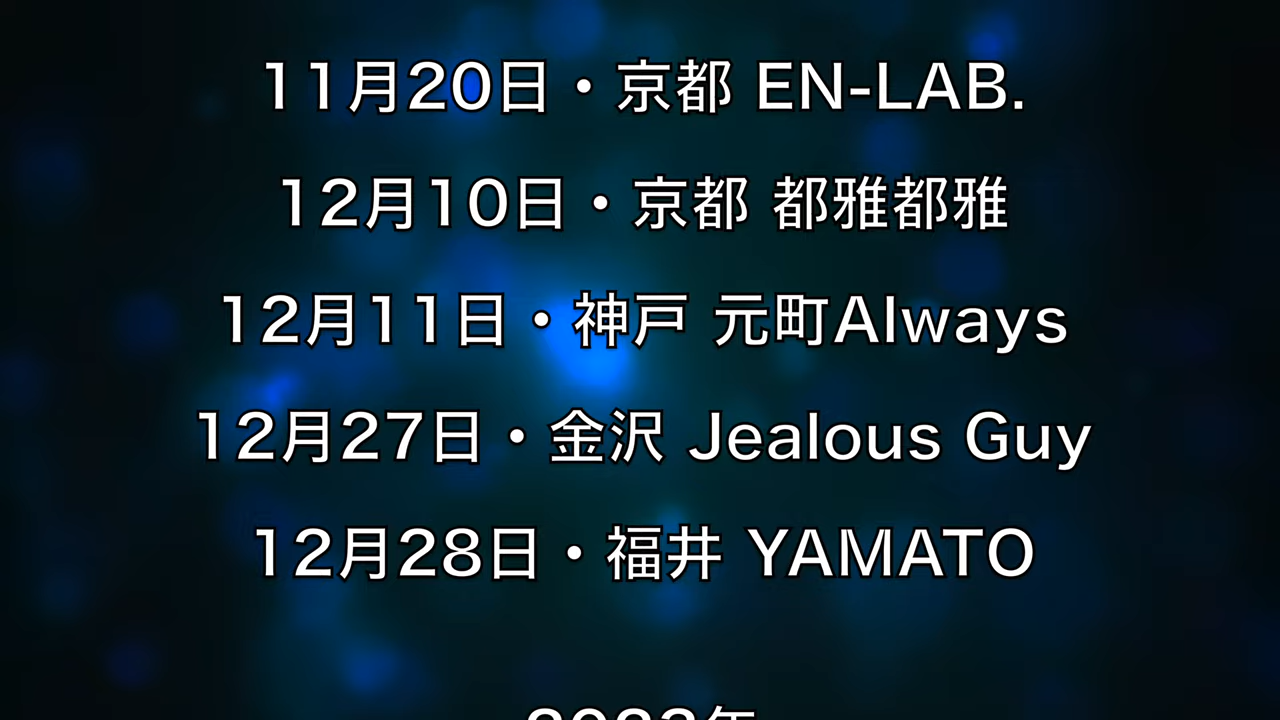 11月20日・京都 EN-LAB.
12月10日・京都 都雅都雅
12月11日・神戸 元町Always
12月27日・金沢 Jealous Guy
12月28日・福井 YAMATO